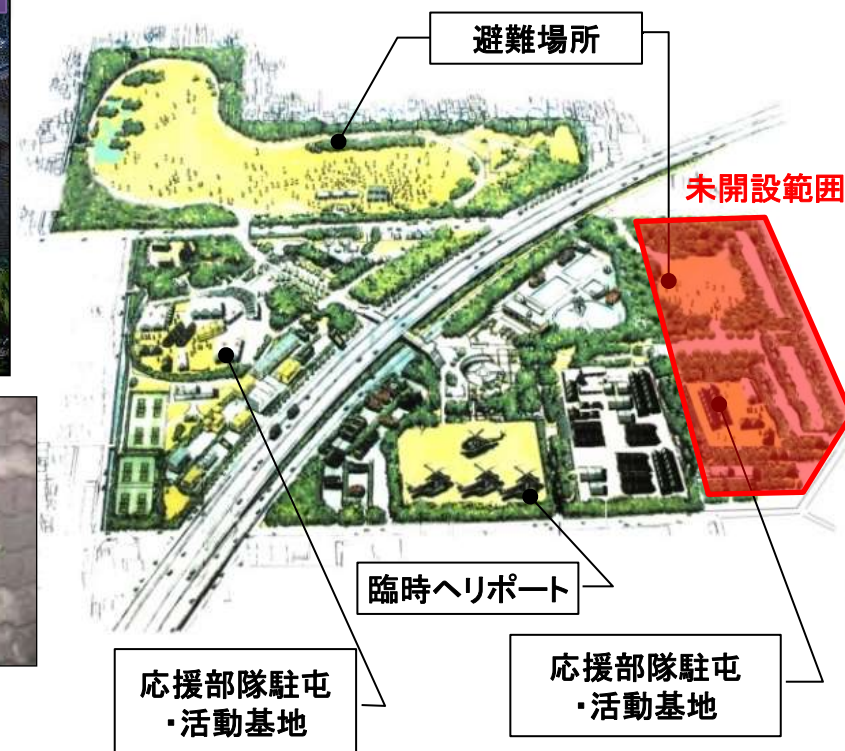 避難場所
未開設範囲
臨時ヘリポート
応援部隊駐屯
・活動基地
応援部隊駐屯
・活動基地